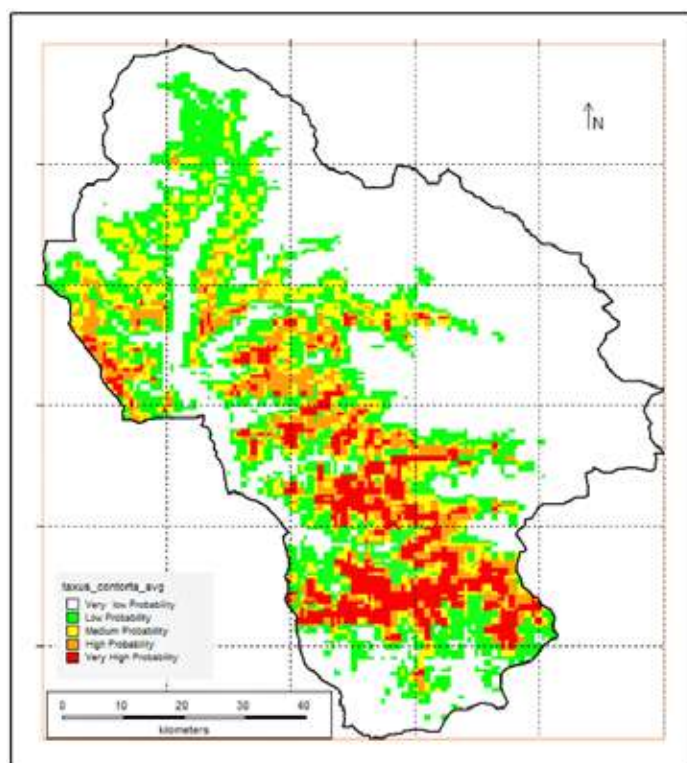 N
taxus_contorta_avg
Very low Probability
Low Probability
Medium Probability
High Probability
Very High Probability
0 10 20 30 40
kilometers